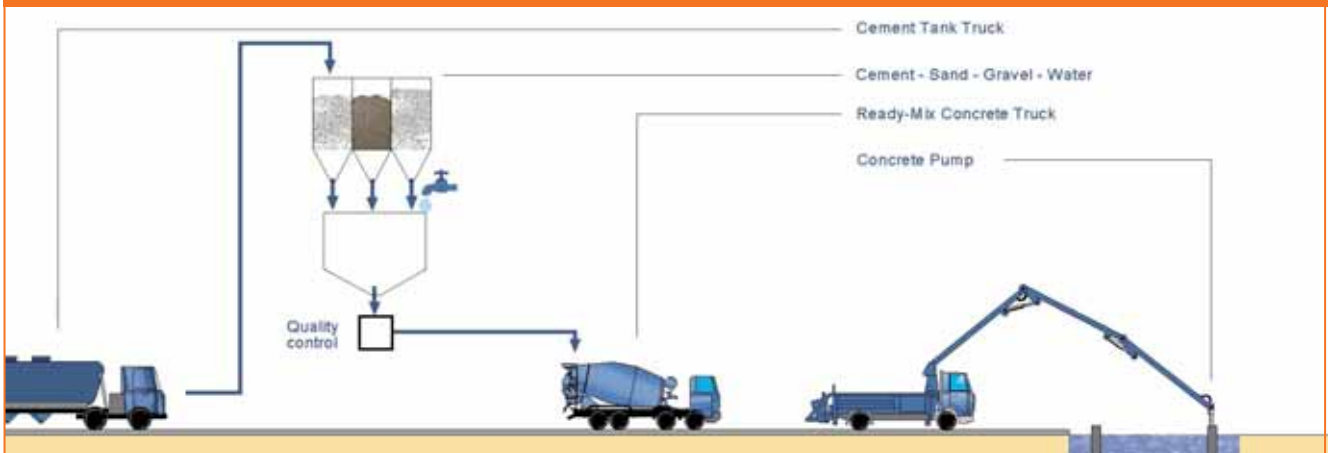 Cement Tank Truck
Cement - Sand - Gravel - Water
Ready-Mix Concrete Truck
Concrete Pump
Quality
control